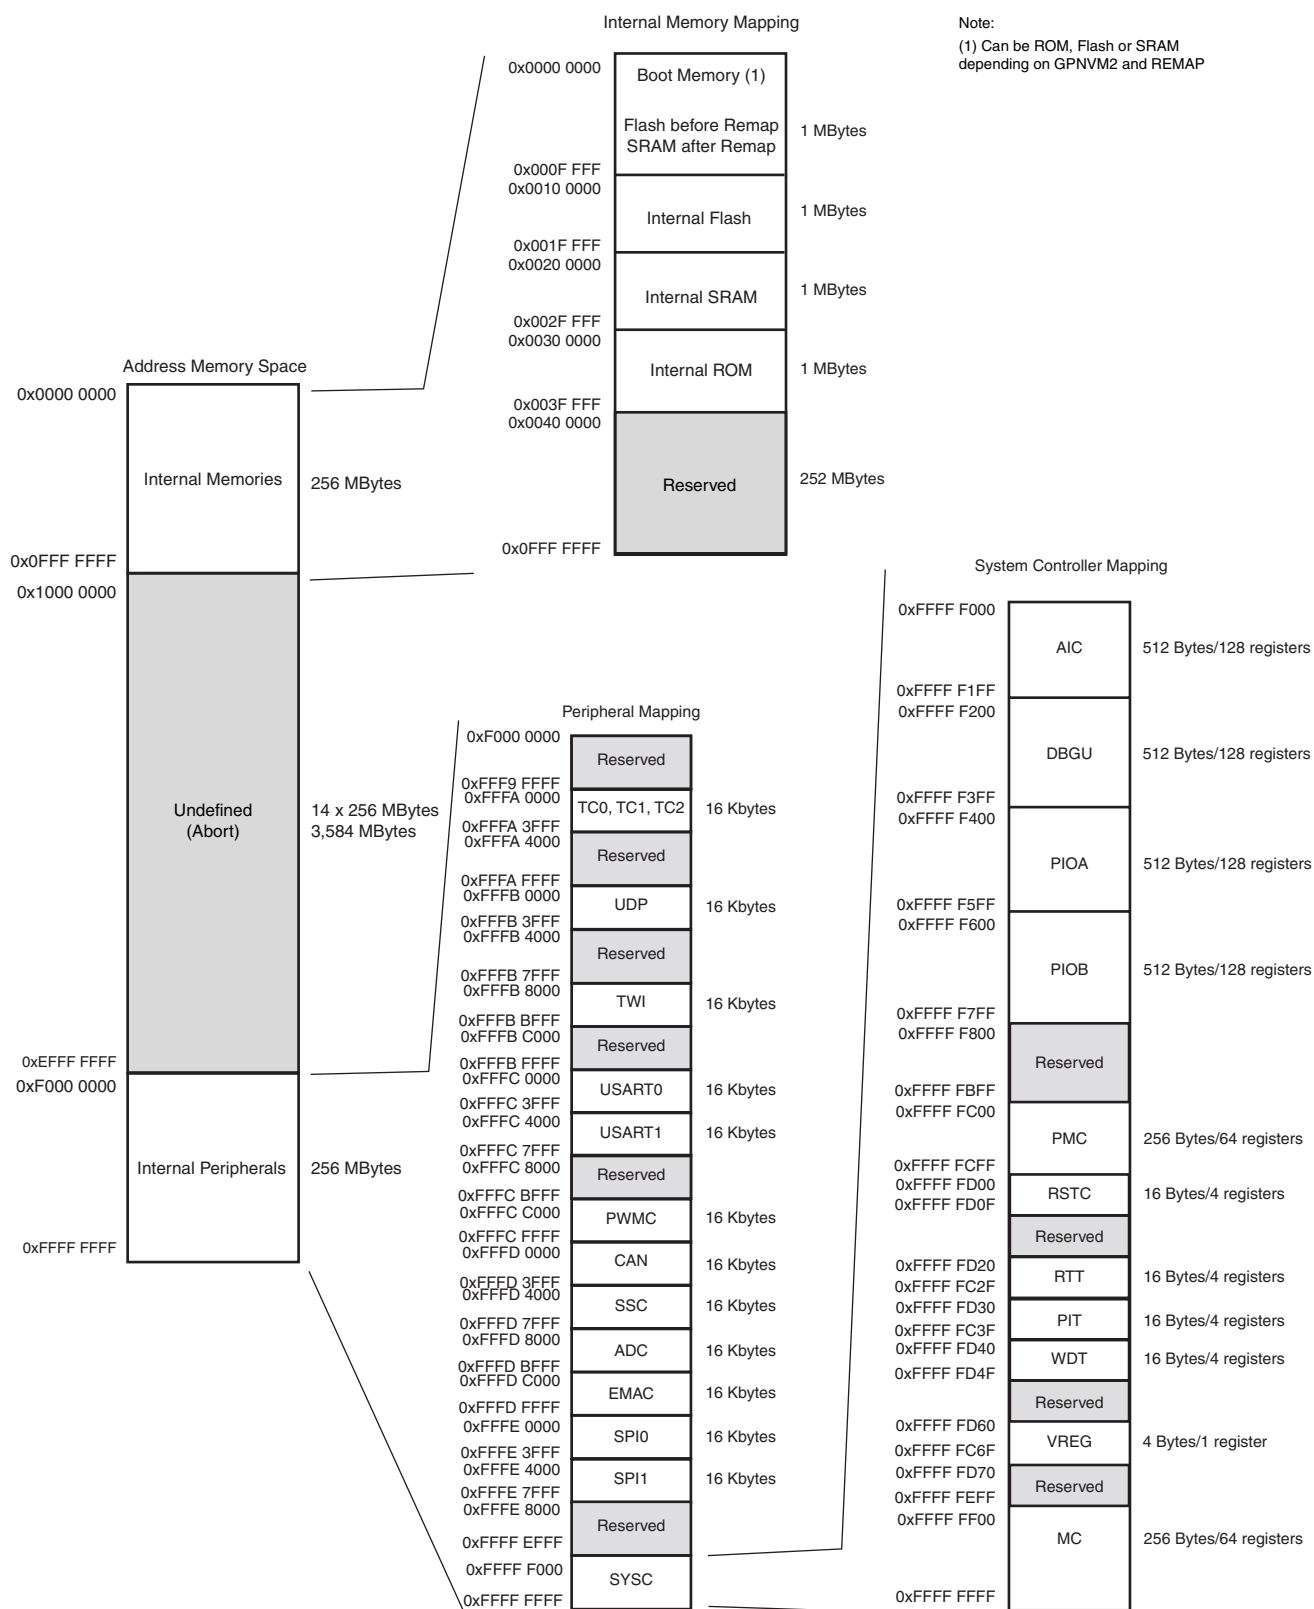 Internal Memory Mapping
Note:
(1) Can be ROM, Flash or SRAM
depending on GPNVM2 and REMAP
0x0000 0000
Boot Memory (1)
Flash before Remap
SRAM after Remap
1 MBytes
0x000F FFF
0x0010 0000
Internal Flash
1 MBytes
0x001F FFF
0x0020 0000
Internal SRAM
1 MBytes
0x002F FFF
0x0030 0000
Internal ROM
1 MBytes
0x003F FFF
0x0040 0000
Reserved
252 MBytes
0x0FFF FFFF
Address Memory Space
0x0000 0000
Internal Memories
256 MBytes
0x0FFF FFFF
0x1000 0000
Undefined
(Abort)
14 x 256 MBytes
3,584 MBytes
0xEFFF FFFF
0xF000 0000
Internal Peripherals
256 MBytes
0xFFFF FFFF
Peripheral Mapping
0xF000 0000
Reserved
0xFFF9 FFFF
0xFFFA 0000
TC0, TC1, TC2
16 Kbytes
0xFFFA 3FFF
0xFFFA 4000
Reserved
0xFFFA FFFF
0xFFFB 0000
UDP
16 Kbytes
0xFFFB 3FFF
0xFFFB 4000
Reserved
0xFFFB 7FFF
0xFFFB 8000
TWI
16 Kbytes
0xFFFB BFFF
0xFFFB C000
Reserved
0xFFFB FFFF
0xFFFC 0000
USART0
16 Kbytes
0xFFFC 3FFF
0xFFFC 4000
USART1
16 Kbytes
0xFFFC 7FFF
0xFFFC 8000
Reserved
0xFFFC BFFF
0xFFFC C000
PWMC
16 Kbytes
0xFFFC FFFF
0xFFFD 0000
CAN
16 Kbytes
0xFFFD 3FFF
0xFFFD 4000
SSC
16 Kbytes
0xFFFD 7FFF
0xFFFD 8000
ADC
16 Kbytes
0xFFFD BFFF
0xFFFD C000
EMAC
16 Kbytes
0xFFFD FFFF
0xFFFE 0000
SPI0
16 Kbytes
0xFFFE 3FFF
0xFFFE 4000
SPI1
16 Kbytes
0xFFFE 7FFF
0xFFFE 8000
Reserved
0xFFFF EFFF
0xFFFF F000
SYSC
0xFFFF FFFF
System Controller Mapping
0xFFFF F000
AIC
512 Bytes/128 registers
0xFFFF F1FF
0xFFFF F200
DBGU
512 Bytes/128 registers
0xFFFF F3FF
0xFFFF F400
PIOA
512 Bytes/128 registers
0xFFFF F5FF
0xFFFF F600
PIOB
512 Bytes/128 registers
0xFFFF F7FF
0xFFFF F800
Reserved
0xFFFF FBFF
0xFFFF FC00
PMC
256 Bytes/64 registers
0xFFFF FCFF
0xFFFF FD00
RSTC
16 Bytes/4 registers
0xFFFF FD0F
Reserved
0xFFFF FD20
RTT
16 Bytes/4 registers
0xFFFF FC2F
0xFFFF FD30
PIT
16 Bytes/4 registers
0xFFFF FC3F
0xFFFF FD40
WDT
16 Bytes/4 registers
0xFFFF FD4F
Reserved
0xFFFF FD60
VREG
4 Bytes/1 register
0xFFFF FC6F
0xFFFF FD70
Reserved
0xFFFF FEFF
0xFFFF FF00
MC
256 Bytes/64 registers
0xFFFF FFFF